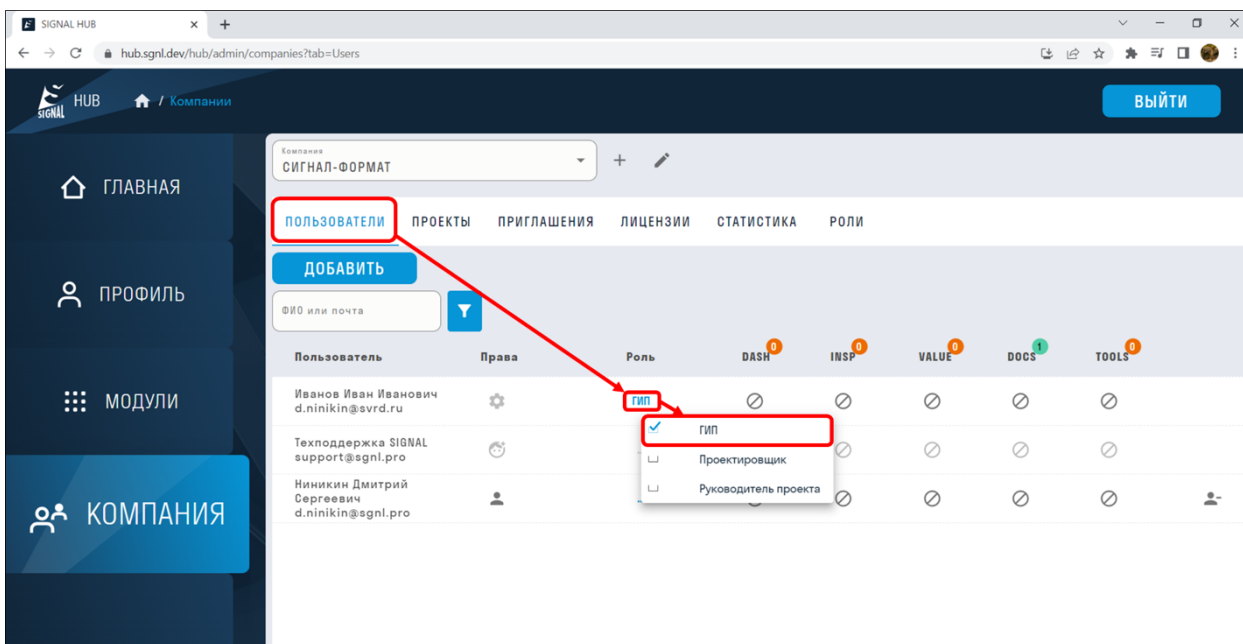 SIGNAL HUB
hub.sgnl.dev/hub/admin/companies?tab=Users
SIGNAL HUB / Компании ВЫЙТИ
Компания
СИГНАЛ-ФОРМАТ
ГЛАВНАЯ
ПОЛЬЗОВАТЕЛИ ПРОЕКТЫ ПРИГЛАШЕНИЯ ЛИЦЕНЗИИ СТАТИСТИКА РОЛИ
ДОБАВИТЬ
ПРОФИЛЬ
ФИО или почта
Пользователь Права Роль DASH 0 INSP 0 VALUE 0 DOCS 1 TOOLS 0
МОДУЛИ
Иванов Иван Иванович
d.ninikin@svrd.ru
ГИП
ГИП
Техподдержка SIGNAL
support@sgnl.pro
Проектировщик
Ниникин Дмитрий
Сергеевич
d.ninikin@sgnl.pro
Руководитель проекта
КОМПАНИЯ